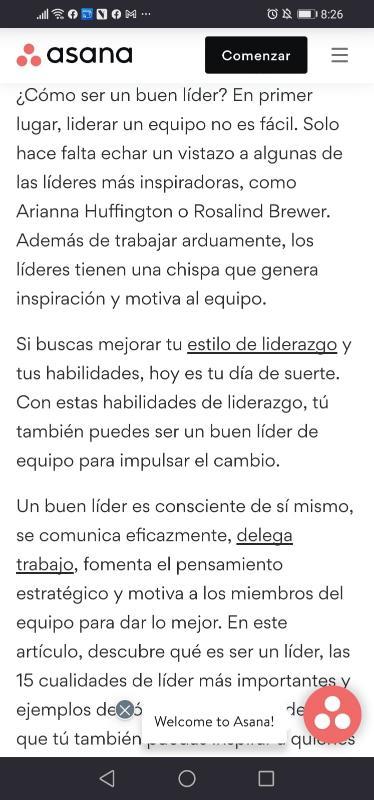 8:26
asana
Comenzar
¿Cómo ser un buen líder? En primer
lugar, liderar un equipo no es fácil. Solo
hace falta echar un vistazo a algunas de
las líderes más inspiradoras, como
Arianna Huffington o Rosalind Brewer.
Además de trabajar arduamente, los
líderes tienen una chispa que genera
inspiración y motiva al equipo.
Si buscas mejorar tu estilo de liderazgo y
tus habilidades, hoy es tu día de suerte.
Con estas habilidades de liderazgo, tú
también puedes ser un buen líder de
equipo para impulsar el cambio.
Un buen líder es consciente de sí mismo,
se comunica eficazmente, delega
trabajo, fomenta el pensamiento
estratégico y motiva a los miembros del
equipo para dar lo mejor. En este
artículo, descubre qué es ser un líder, las
15 cualidades de líder más importantes y
ejemplos de
Welcome to Asana!
que tú también